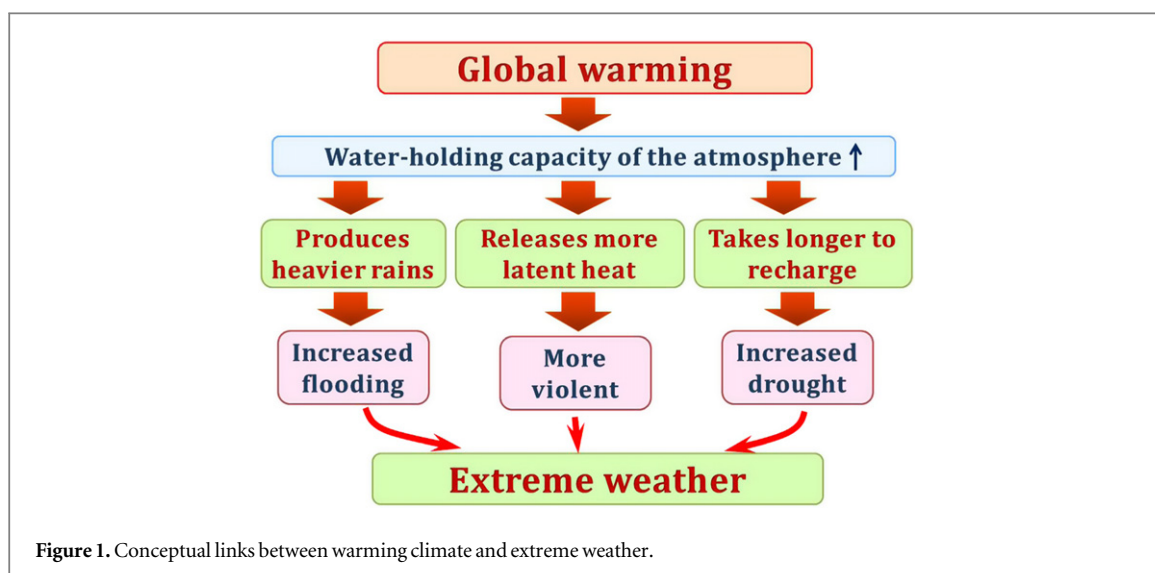 Global warming
Water-holding capacity of the atmosphere ↑
Produces
heavier rains
Releases more
latent heat
Takes longer to
recharge
Increased
flooding
More
violent
Increased
drought
Extreme weather
Figure 1. Conceptual links between warming climate and extreme weather.